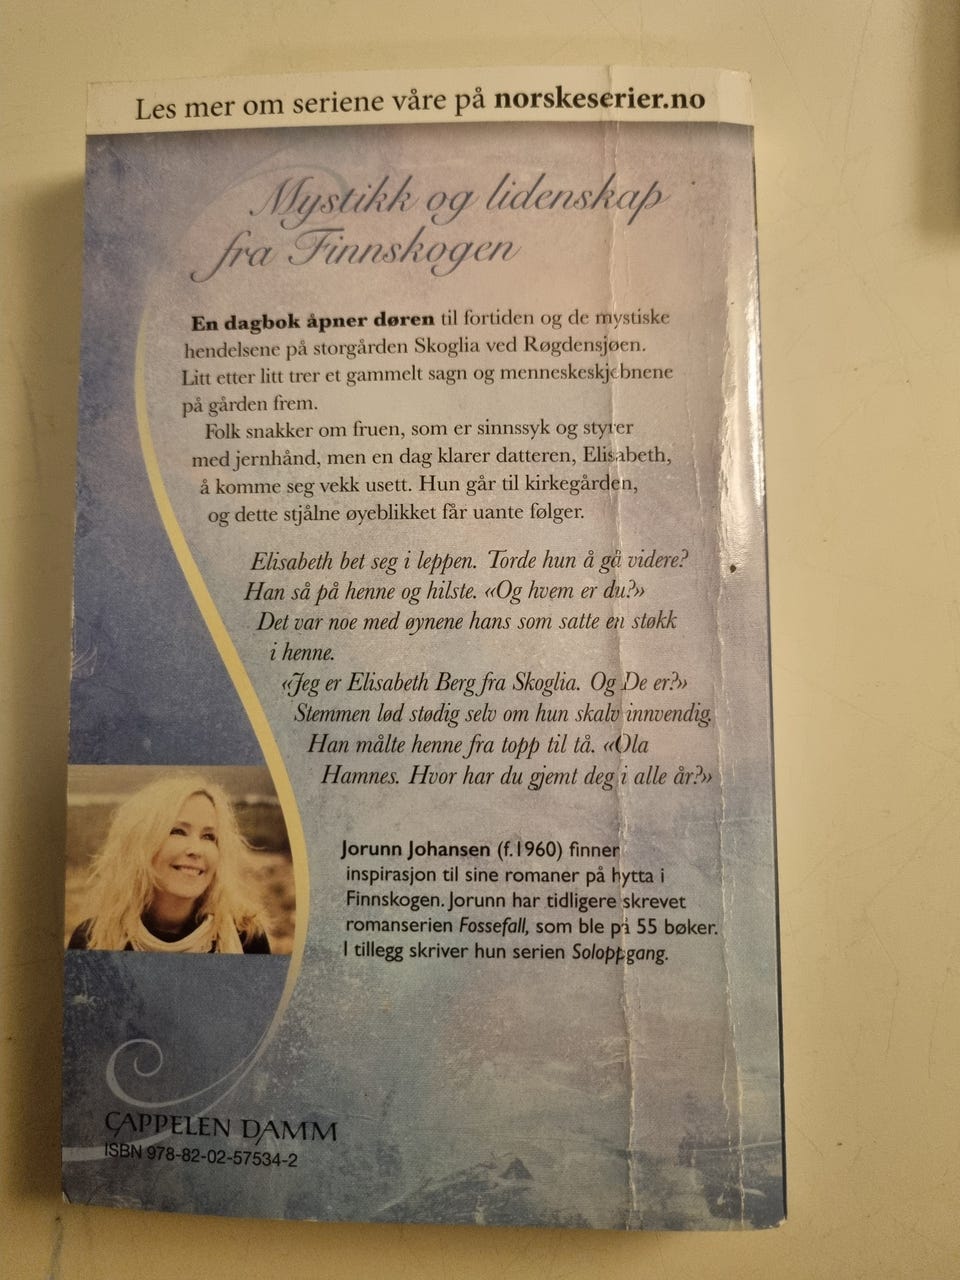 Les mer om seriene våre på norskeserier.no
Mystikk og lidenskap
fra Finnskogen
En dagbok åpner døren til fortiden og de mystiske
hendelsene på storgården Skoglia ved Røgdensjøen.
Litt etter litt trer et gammelt sagn og menneskeskjebnene
på gården frem.
Folk snakker om fruen, som er sinnssyk og styrer
med jernhånd, men en dag klarer datteren, Elisabeth,
å komme seg vekk usett. Hun går til kirkegården,
og dette stjålne øyeblikket får uante følger.
Elisabeth bet seg i leppen. Torde hun å gå videre?
Han så på henne og hilste. «Og hvem er du?»
Det var noe med øynene hans som satte en støkk
i henne.
«Jeg er Elisabeth Berg fra Skoglia. Og De er?»
Stemmen lød stødig selv om hun skalv innvendig.
Han målte henne fra topp til tå. «Ola
Hamnes. Hvor har du gjemt deg i alle år?»
Jorunn Johansen (f.1960) finner
inspirasjon til sine romaner på hytta i
Finnskogen. Jorunn har tidligere skrevet
romanserien Fossefall, som ble på 55 bøker.
I tillegg skriver hun serien Soloppgang.
CAPPELEN DAMM
ISBN 978-82-02-57534-2